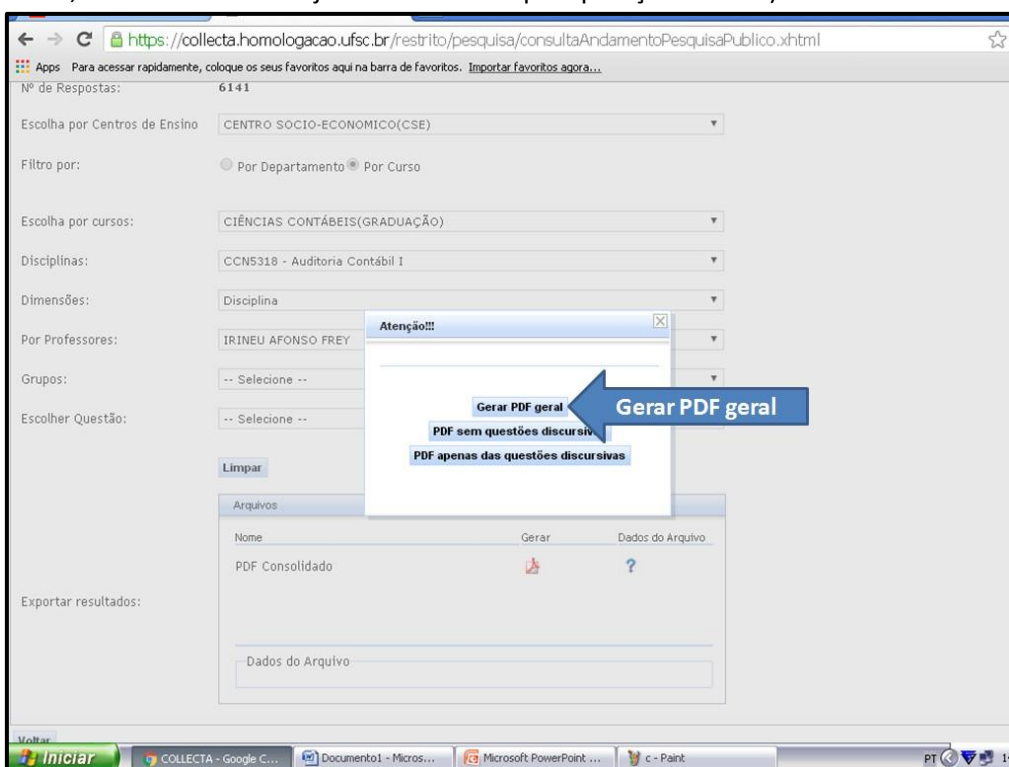 https://collecta.homologacao.ufsc.br/restrito/pesquisa/consultaAndamentoPesquisaPublico.xhtml
Apps Para acessar rapidamente, coloque os seus favoritos aqui na barra de favoritos. Importar favoritos agora...
Nº de Respostas: 6141
Escolha por Centros de Ensino CENTRO SOCIO-ECONOMICO(CSE)
Filtro por: Por Departamento Por Curso
Escolha por cursos: CIÊNCIAS CONTÁBEIS(GRADUAÇÃO)
Disciplinas: CCN5318 - Auditoria Contábil I
Dimensões: Disciplina
Atenção!!!
Por Professores: IRINEU AFONSO FREY
Grupos: -- Selecione --
Gerar PDF geral Gerar PDF geral
Escolher Questão: -- Selecione --
PDF sem questões
PDF apenas das questões discursivas
Limpar
Arquivos
Nome Gerar Dados do Arquivo
PDF Consolidado ?
Exportar resultados:
Dados do Arquivo
Voltar
Iniciar COLLECTA - Google C... Documento1 - Micros... Microsoft PowerPoint ... c - Paint PT